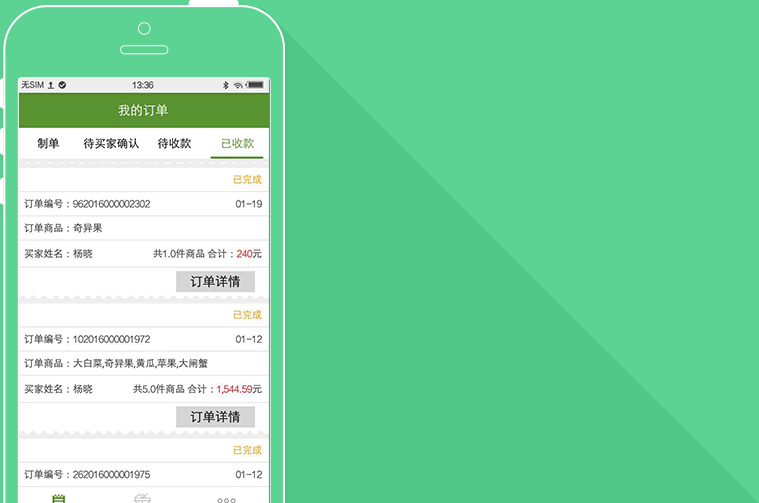 无SIM 13:36
我的订单
制单 待买家确认 待收款 已收款
已完成
订单编号：962016000002302 01-19
订单商品：奇异果
买家姓名：杨晓 共1.0件商品 合计：240元
订单详情
已完成
订单编号：102016000001972 01-12
订单商品：大白菜,奇异果,黄瓜,苹果,大闸蟹
买家姓名：杨晓 共5.0件商品 合计：1,544.59元
订单详情
已完成
订单编号：262016000001975 01-12